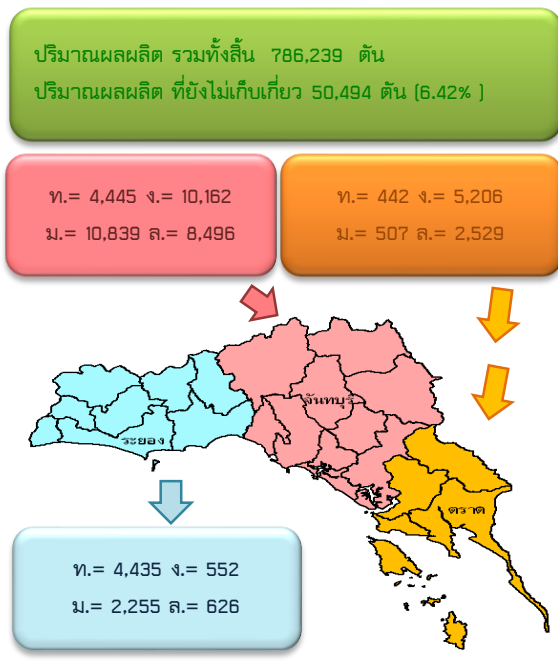 ปริมาณผลผลิต รวมทั้งสิ้น 786,239 ตัน
ปริมาณผลผลิต ที่ยังไม่เก็บเกี่ยว 50,494 ตัน (6.42% )
ท.= 4,445 ง.= 10,162
ม.= 10,839 ล.= 8,496
ท.= 442 ง.= 5,206
ม.= 507 ล.= 2,529
จันทบุรี
ระยอง
ตราด
ท.= 4,435 ง.= 552
ม.= 2,255 ล.= 626